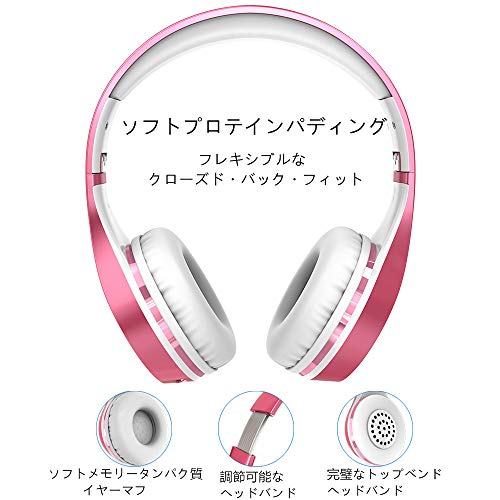 ソフトプロテインパディング
フレキシブルな
クローズド・バック・フィット
ソフトメモリータンパク質
イヤーマフ
調節可能な
ヘッドバンド
完璧なトップベンド
ヘッドバンド